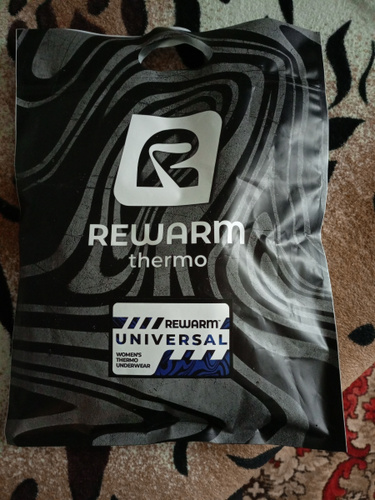 R
REWARM
thermo
REWARM
UNIVERSAL
WOMEN'S
THERMO
UNDERWEAR